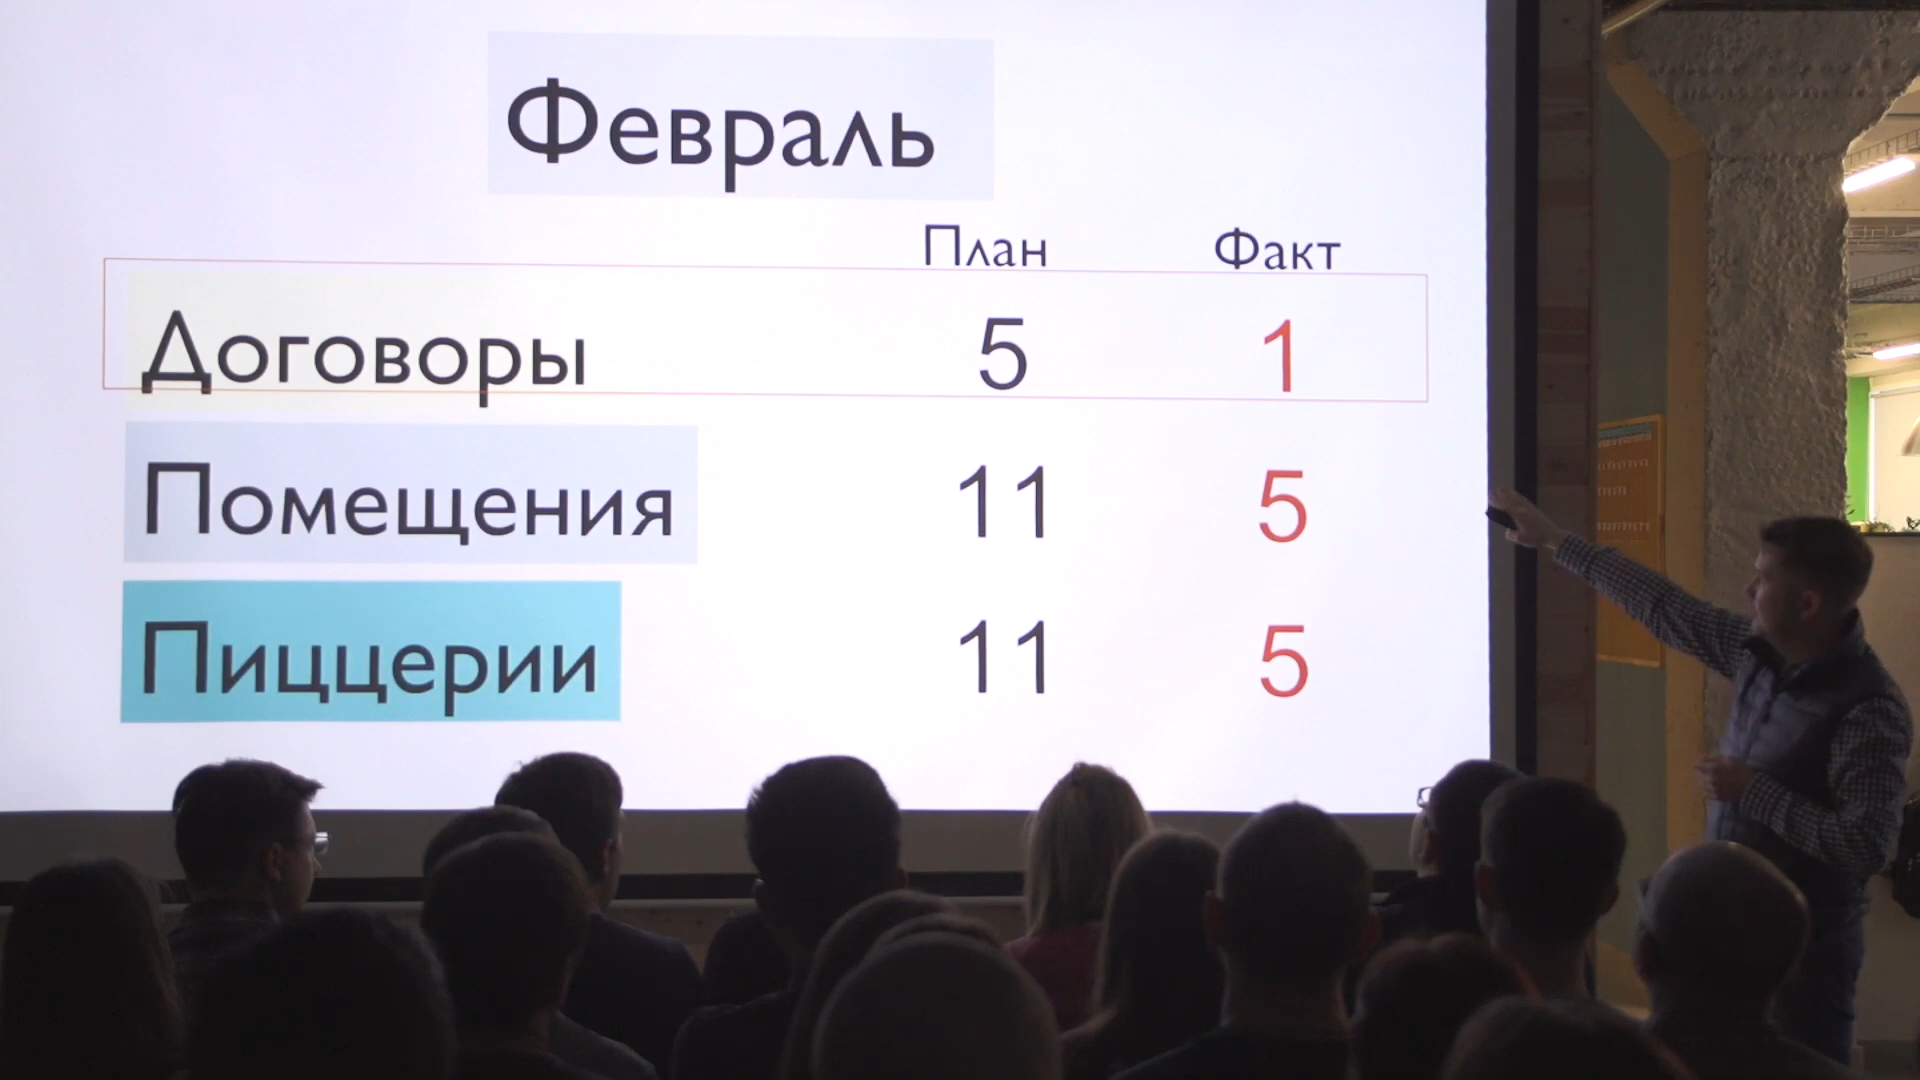 Февраль
План Факт
Договоры 5 1
Помещения 11 5
Пиццерии 11 5